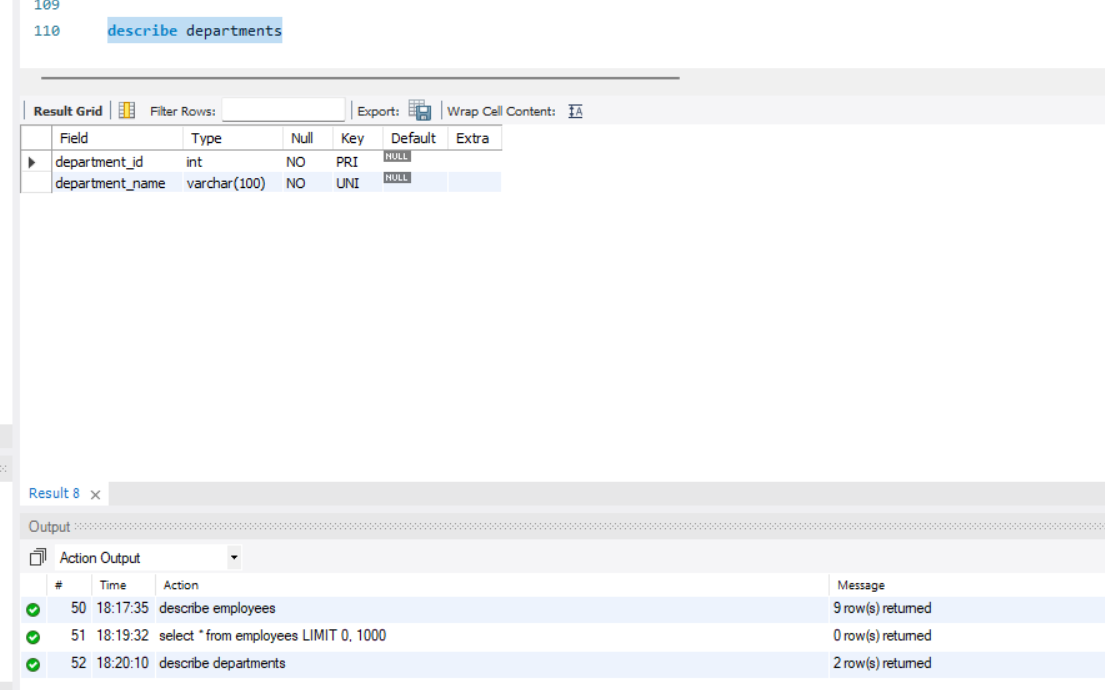 109
110 describe departments
Result Grid Filter Rows: Export: Wrap Cell Content: IA
Field Type Null Key Default Extra
department_id int NO PRI NULL
department_name varchar(100) NO UNI NULL
Result 8 ×
Output
Action Output
# Time Action Message
50 18:17:35 describe employees 9 row(s) returned
51 18:19:32 select * from employees LIMIT 0, 1000 0 row(s) returned
52 18:20:10 describe departments 2 row(s) returned